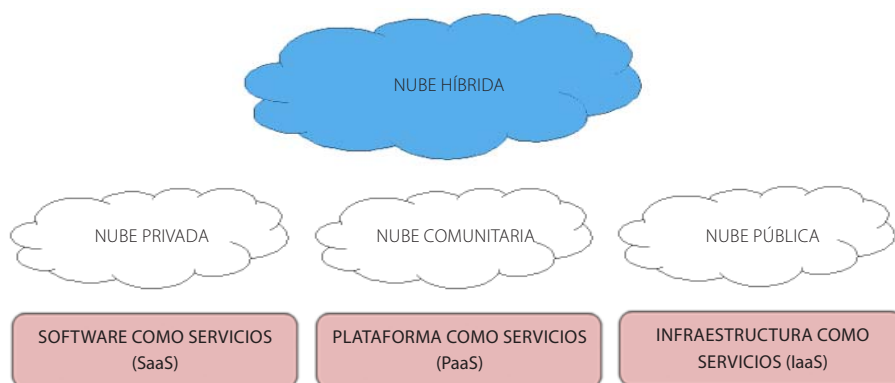 NUBE HÍBRIDA
NUBE PRIVADA
NUBE COMUNITARIA
NUBE PÚBLICA
SOFTWARE COMO SERVICIOS
(SaaS)
PLATAFORMA COMO SERVICIOS
(PaaS)
INFRAESTRUCTURA COMO
SERVICIOS (IaaS)